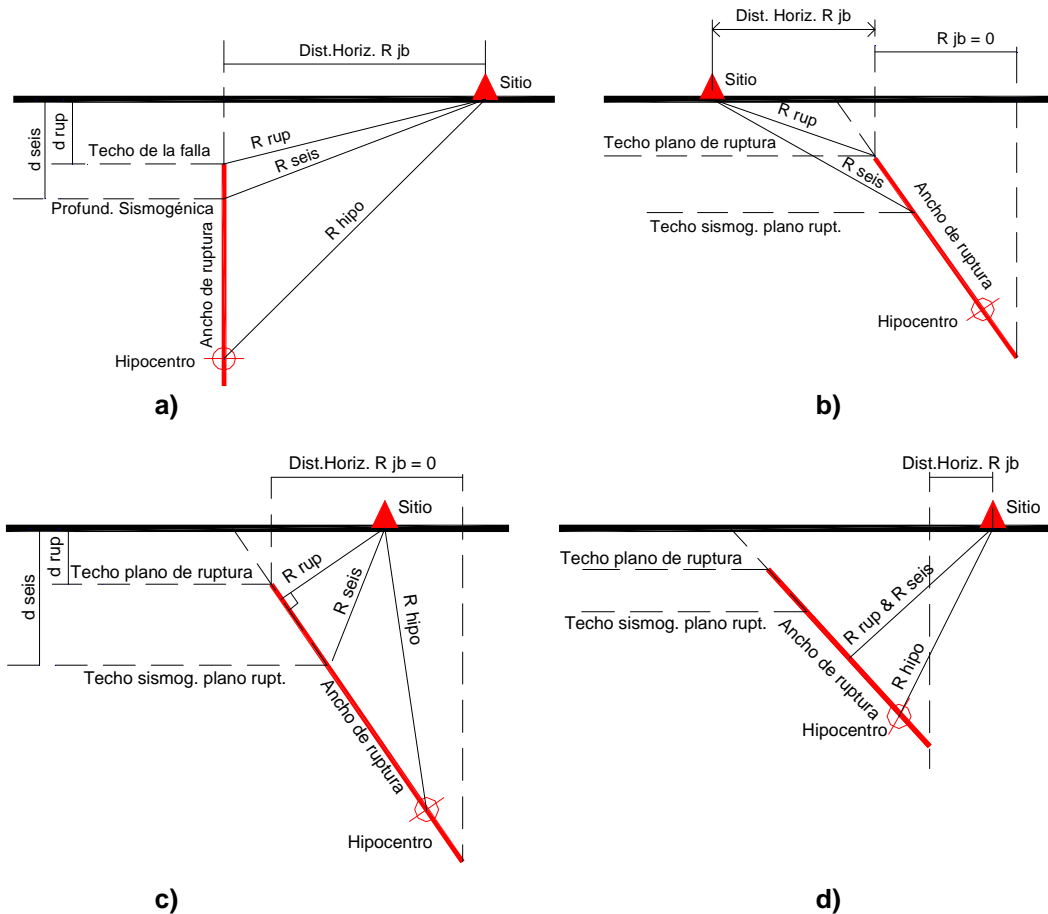 Dist.Horiz. R jb
Sitio
d seis
d rup
R rup
R seis
Techo de la falla
Profund. Sismogénica
R hipo
Ancho de ruptura
Hipocentro
a)
Dist. Horiz R jb
R jb = 0
Sitio
R rup
Techo plano de ruptura
R seis
Techo sismog. plano rupt.
Ancho de ruptura
Hipocentro
b)
Dist.Horiz. R jb = 0
Sitio
d seis
d rup
Techo plano de ruptura
R rup
R seis
R hipo
Techo sismog. plano rupt.
Ancho de ruptura
Hipocentro
c)
Dist.Horiz. R jb
Sitio
Techo plano de ruptura
Techo sismog. plano rupt.
R rup & R seis
R hipo
Ancho de ruptura
Hipocentro
d)